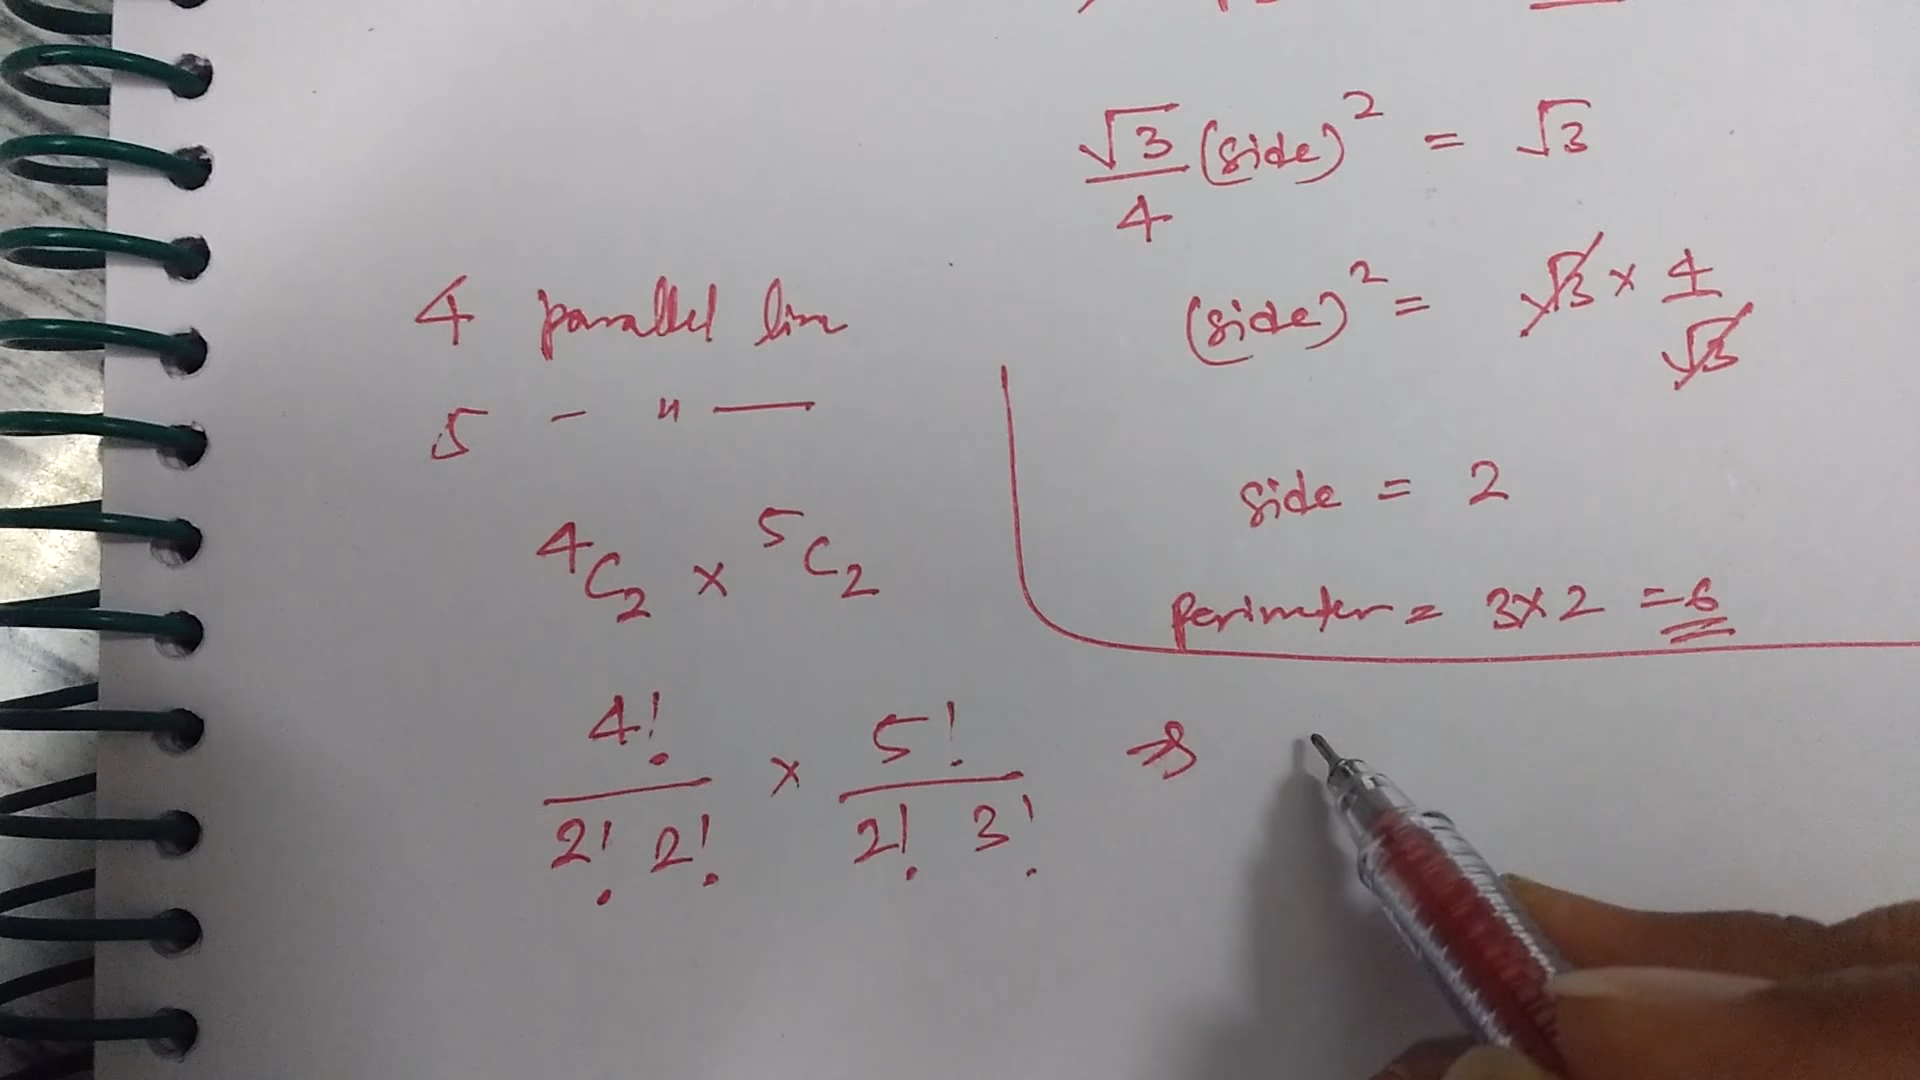 √3/4 (side)² = √3
(side)² = √3 × 4/√3
side = 2
perimeter = 3×2 = 6
4 parallel line
5 — " —
⁴C₂ × ⁵C₂
4!/2! 2! × 5!/2! 3! ⇒